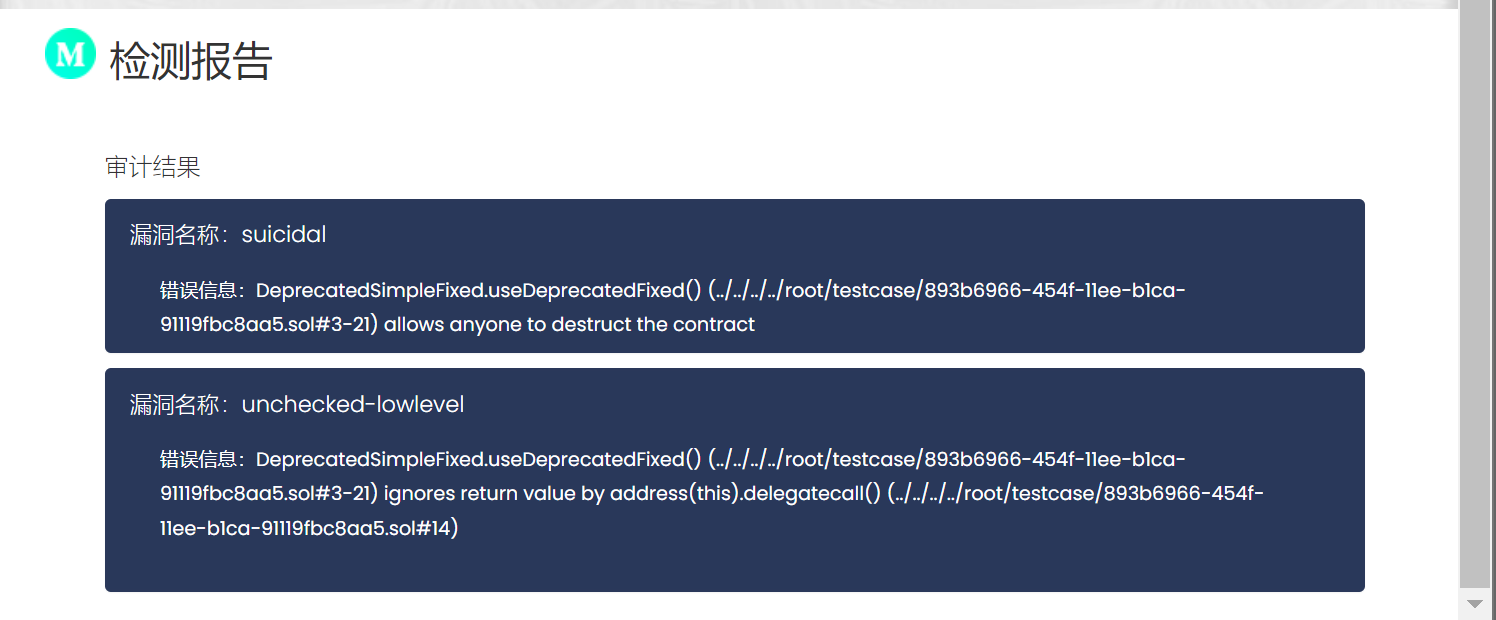 M 检测报告
审计结果
漏洞名称：suicidal
错误信息：DeprecatedSimpleFixed.useDeprecatedFixed() (../../../../root/testcase/893b6966-454f-11ee-b1ca-
91119fbc8aa5.sol#3-21) allows anyone to destruct the contract
漏洞名称：unchecked-lowlevel
错误信息：DeprecatedSimpleFixed.useDeprecatedFixed() (../../../../root/testcase/893b6966-454f-11ee-b1ca-
91119fbc8aa5.sol#3-21) ignores return value by address(this).delegatecall() (../../../../root/testcase/893b6966-454f-
11ee-b1ca-91119fbc8aa5.sol#14)